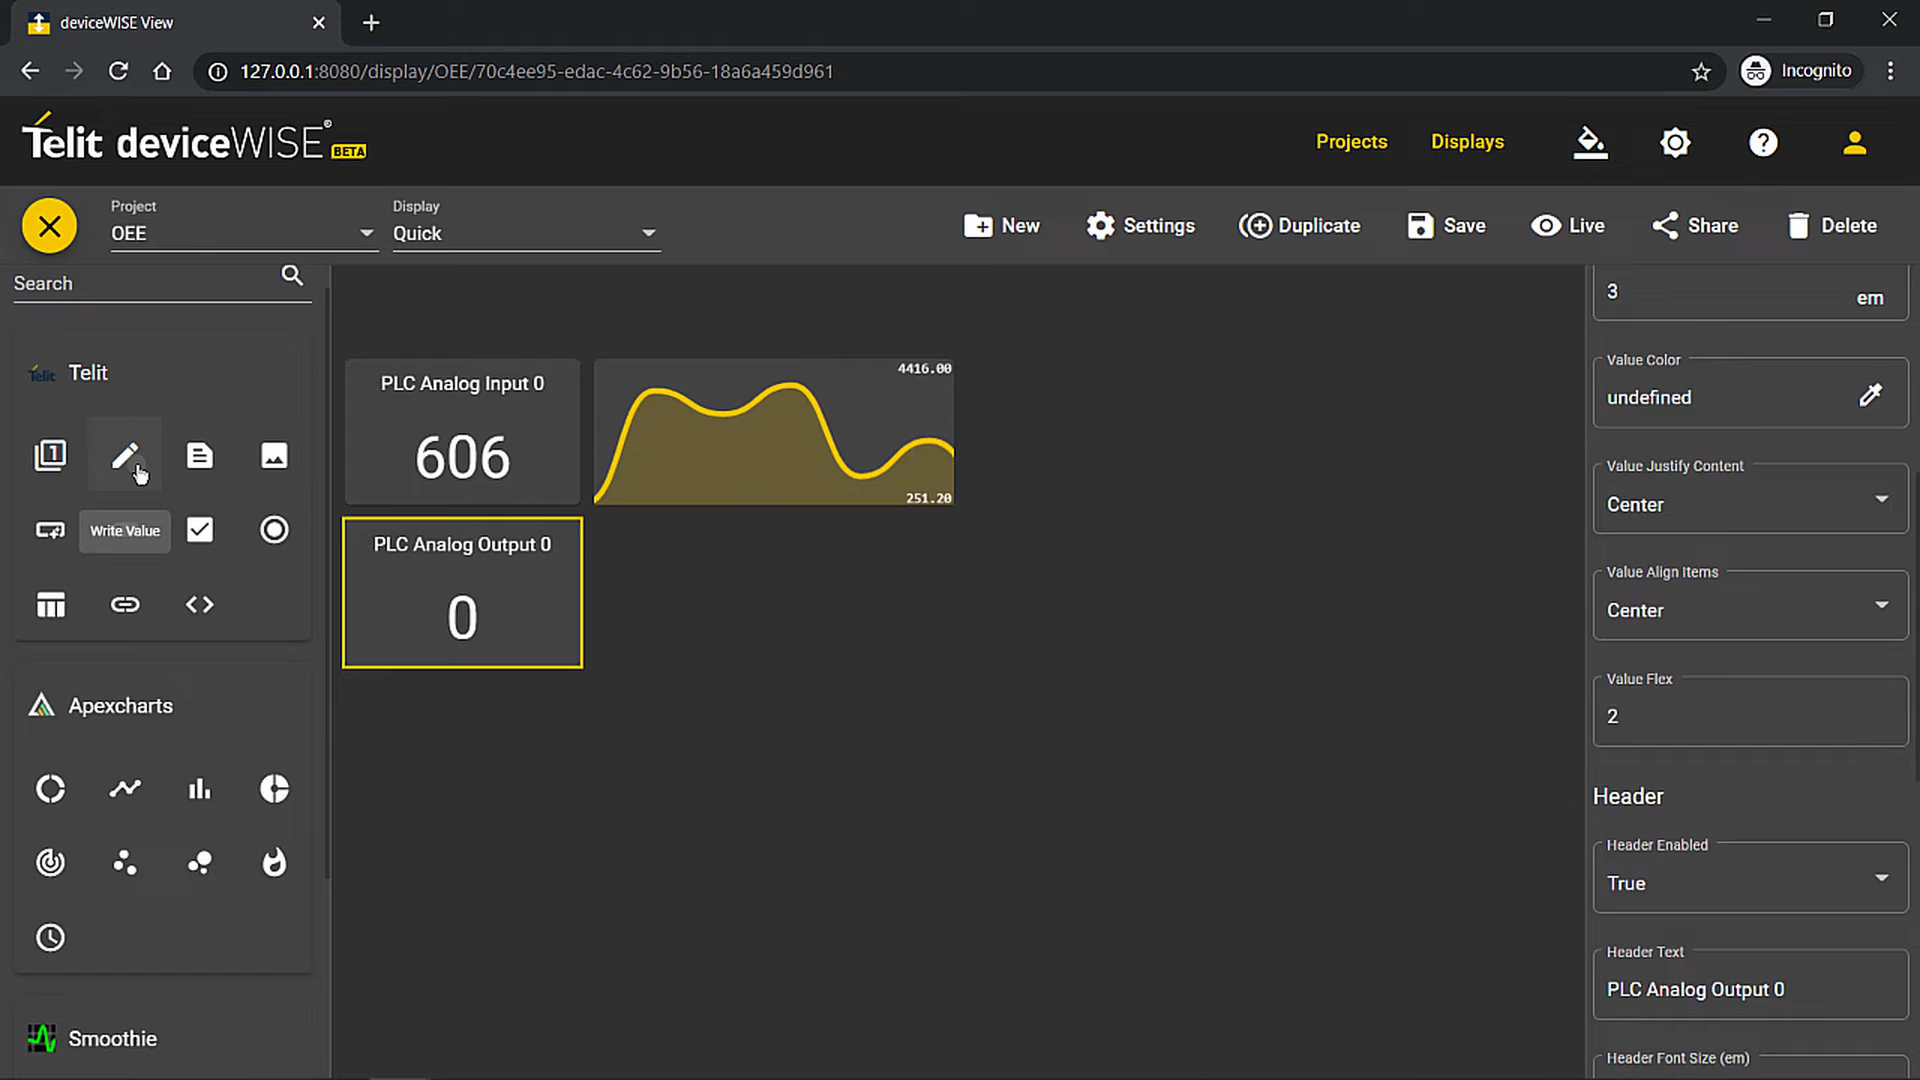 deviceWISE View
127.0.0.1:8080/display/OEE/70c4ee95-edac-4c62-9b56-18a6a459d961
Incognito
Telit deviceWISE® BETA
Projects
Displays
Project
OEE
Display
Quick
New
Settings
Duplicate
Save
Live
Share
Delete
Search
Telit
Telit
1
Write Value
Apexcharts
Smoothie
PLC Analog Input 0
606
4416.00
251.20
PLC Analog Output 0
0
3
em
Value Color
undefined
Value Justify Content
Center
Value Align Items
Center
Value Flex
2
Header
Header Enabled
True
Header Text
PLC Analog Output 0
Header Font Size (em)